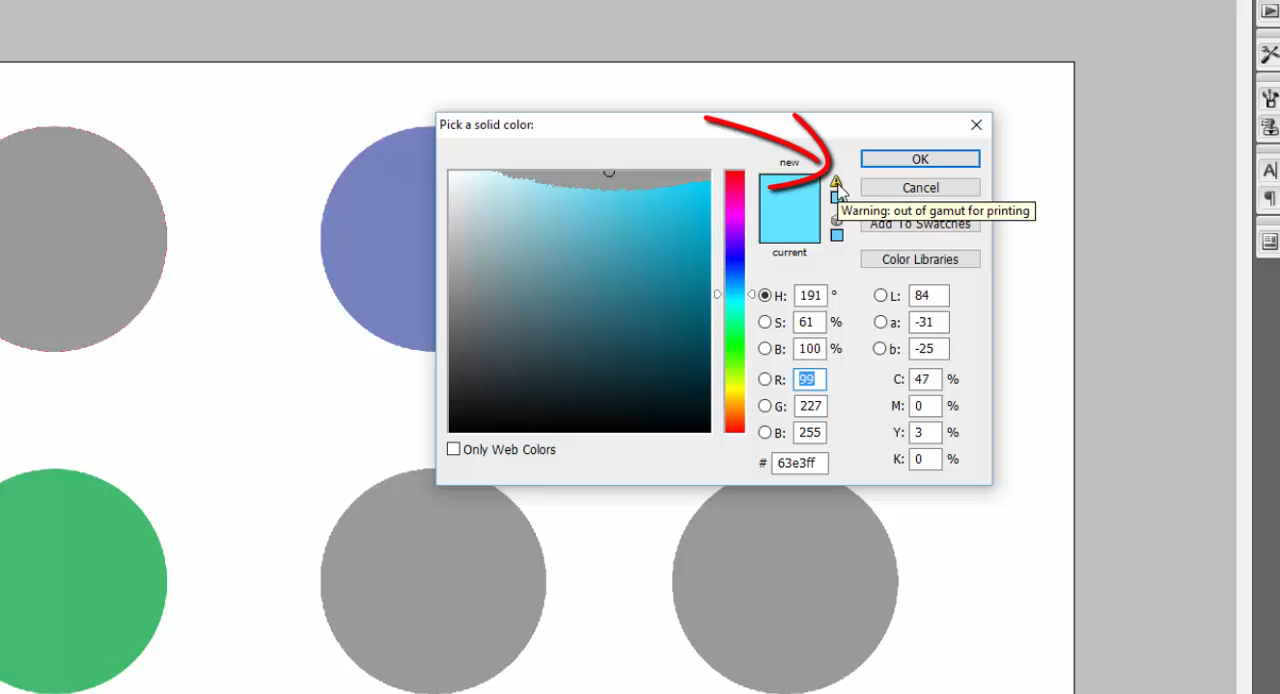 Pick a solid color:
new
current
OK
Cancel
Warning: out of gamut for printing
Add To Swatches
Color Libraries
H: 191 °
S: 61 %
B: 100 %
R: 99
G: 227
B: 255
# 63e3ff
L: 84
a: -31
b: -25
C: 47 %
M: 0 %
Y: 3 %
K: 0 %
Only Web Colors
A